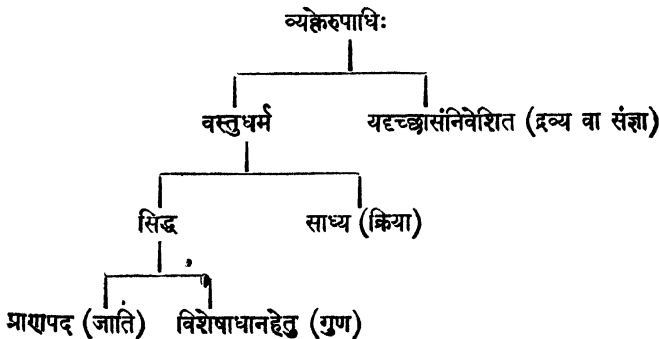 व्यक्तेरुपाधिः
वस्तुधर्म यदृच्छासंनिवेशित (द्रव्य वा संज्ञा)
सिद्ध साध्य (क्रिया)
प्राणपद (जाति) विशेषाधानहेतु (गुण)